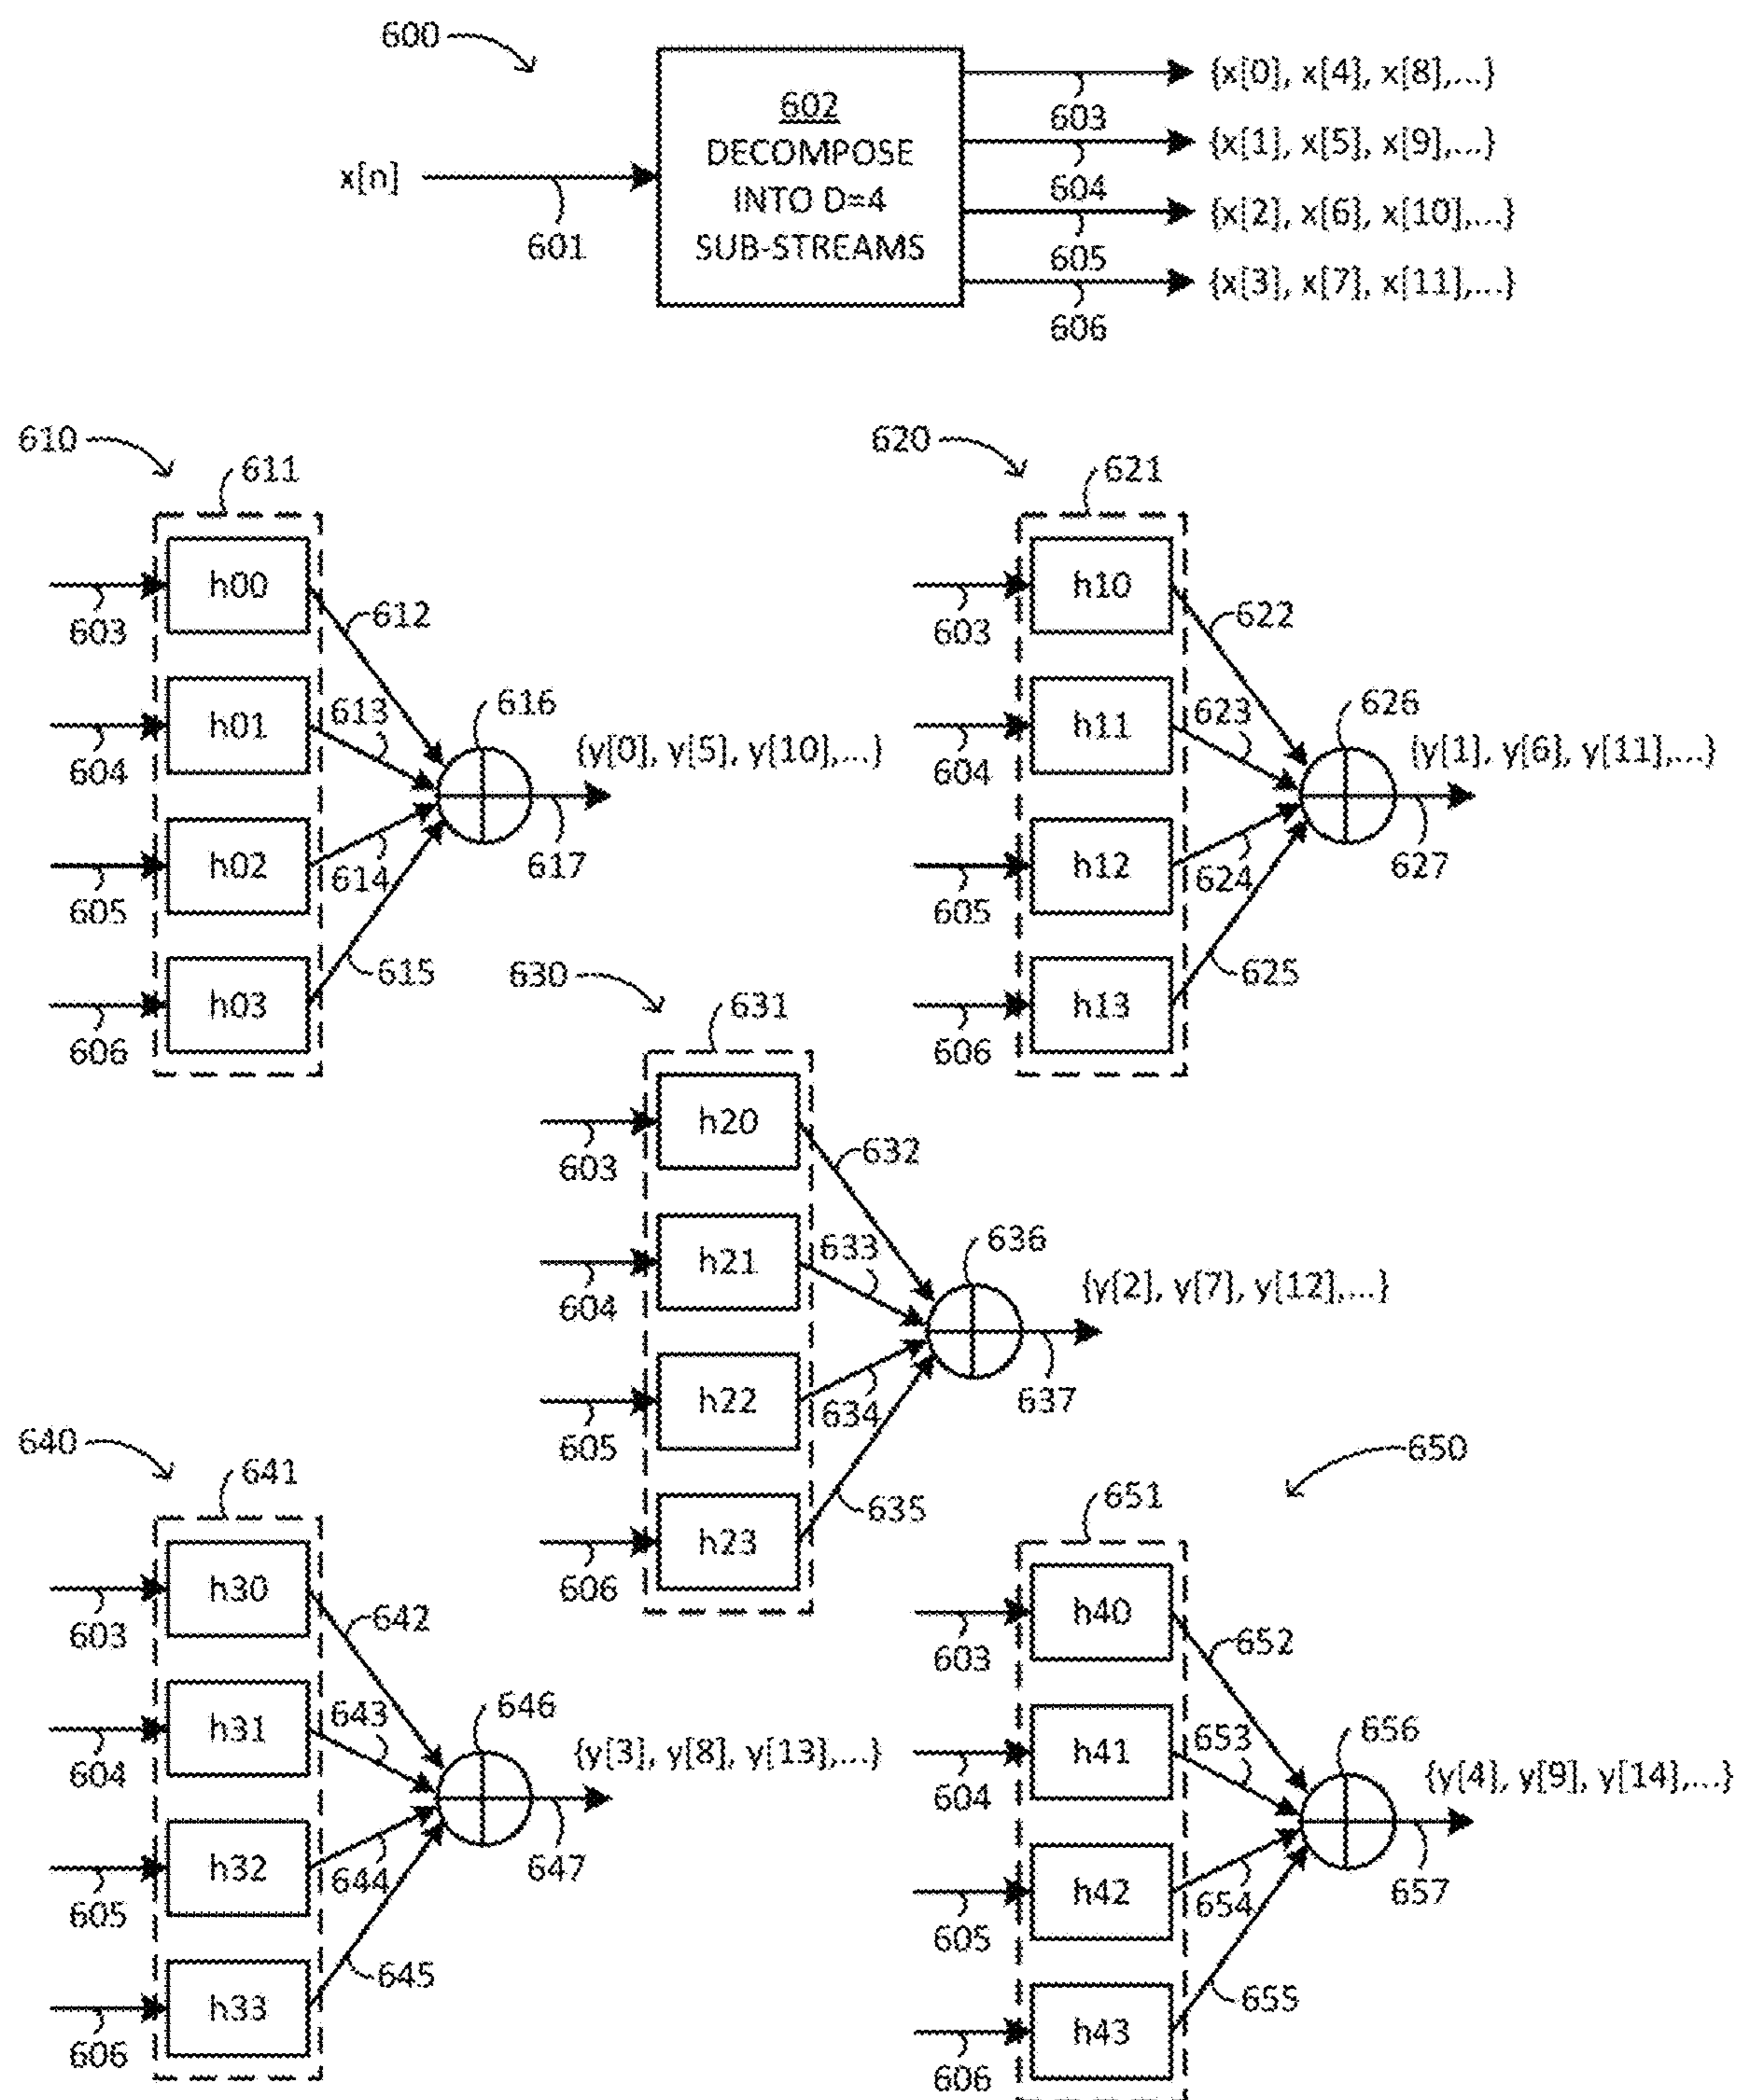 600
602
DECOMPOSE
INTO D=4
SUB-STREAMS
x[n]
601
{x[0], x[4], x[8],...}
603
{x[1], x[5], x[9],...}
604
{x[2], x[6], x[10],...}
605
{x[3], x[7], x[11],...}
606
610
611
h00
603
612
h01
604
613
616
{y[0], y[5], y[10],...}
h02
605
614
617
h03
606
615
620
621
h10
603
622
h11
604
623
626
{y[1], y[6], y[11],...}
h12
605
624
627
h13
606
625
630
631
h20
603
632
h21
604
633
636
{y[2], y[7], y[12],...}
h22
605
634
637
h23
606
635
640
641
h30
603
642
h31
604
643
646
{y[3], y[8], y[13],...}
h32
605
644
647
h33
606
645
650
651
h40
603
652
h41
604
653
656
{y[4], y[9], y[14],...}
h42
605
654
657
h43
606
655